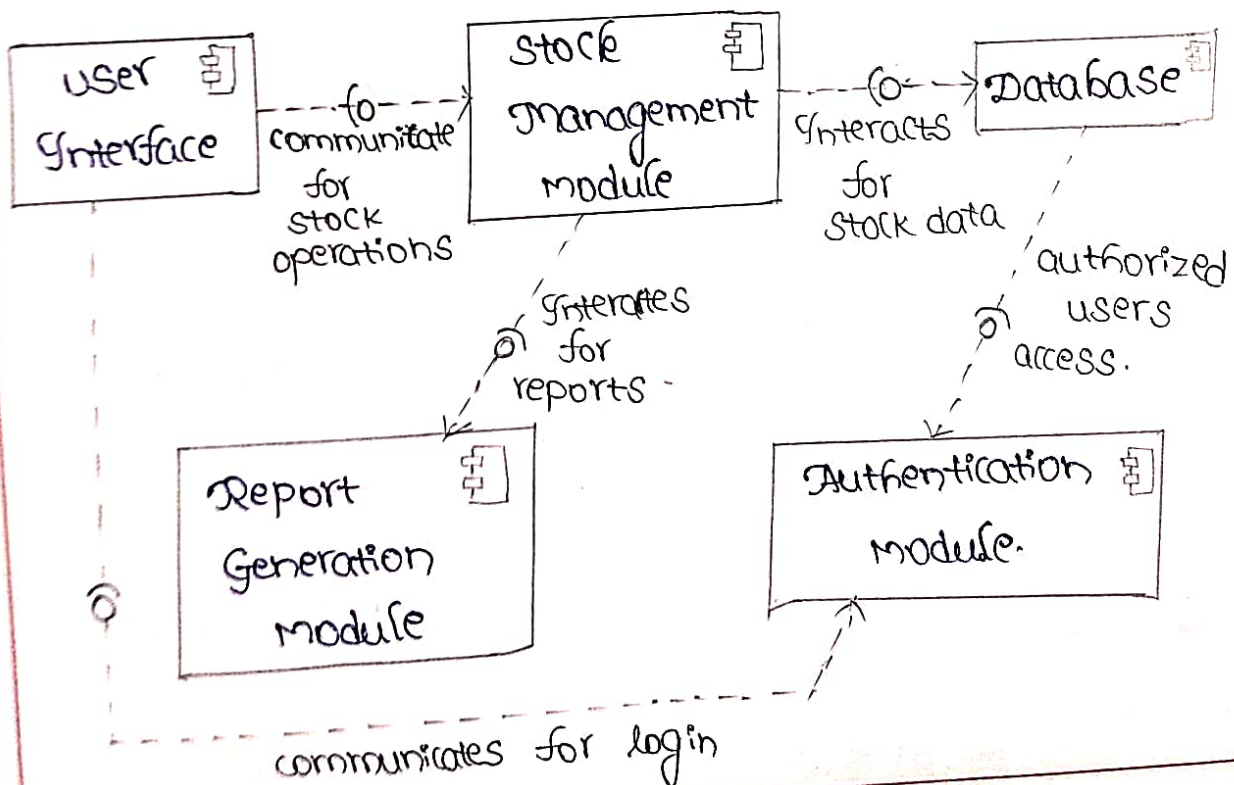 user
Interface
communitate
for
stock
operations
Stock
Management
module
Interacts
for
stock data
Database
authorized
users
access.
Interattes
for
reports.
Report
Generation
module
Authentication
module.
communicates for login